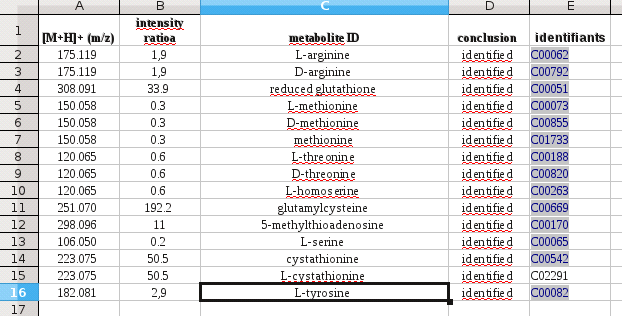 A B C D E
1 [M+H]+ (m/z) intensity ratioa metabolite ID conclusion identifiants
2 175.119 1,9 L-arginine identified C00062
3 175.119 1,9 D-arginine identified C00792
4 308.091 33.9 reduced glutathione identified C00051
5 150.058 0.3 L-methionine identified C00073
6 150.058 0.3 D-methionine identified C00855
7 150.058 0.3 methionine identified C01733
8 120.065 0.6 L-threonine identified C00188
9 120.065 0.6 D-threonine identified C00820
10 120.065 0.6 L-homoserine identified C00263
11 251.070 192.2 glutamylcysteine identified C00669
12 298.096 11 5-methylthioadenosine identified C00170
13 106.050 0.2 L-serine identified C00065
14 223.075 50.5 cystathionine identified C00542
15 223.075 50.5 L-cystathionine identified C02291
16 182.081 2,9 L-tyrosine identified C00082
17